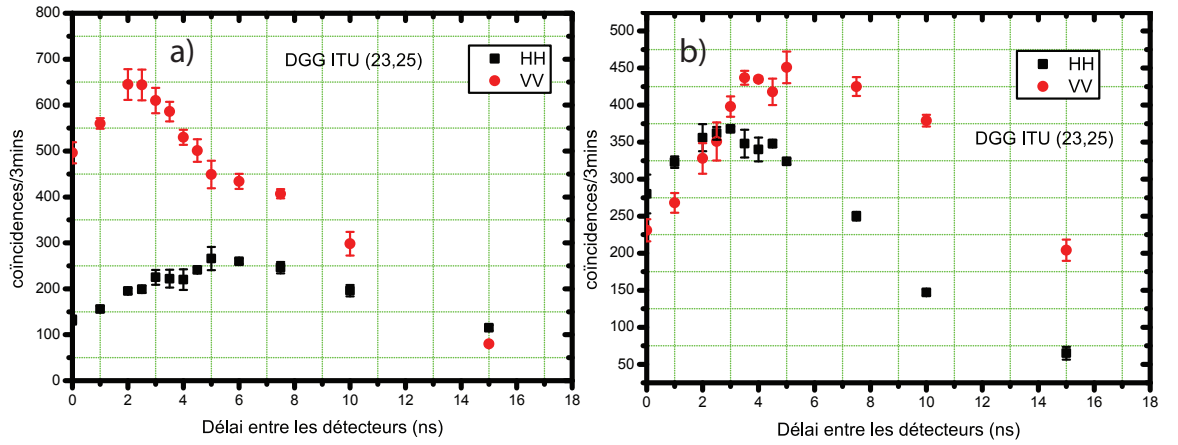 a)
DGG ITU (23,25)
HH
VV
800
700
600
500
400
300
200
100
0
coïncidences/3mins
0 2 4 6 8 10 12 14 16 18
Délai entre les détecteurs (ns)
b)
HH
VV
DGG ITU (23,25)
500
450
400
350
300
250
200
150
100
50
coïncidences/3mins
0 2 4 6 8 10 12 14 16 18
Délai entre les détecteurs (ns)